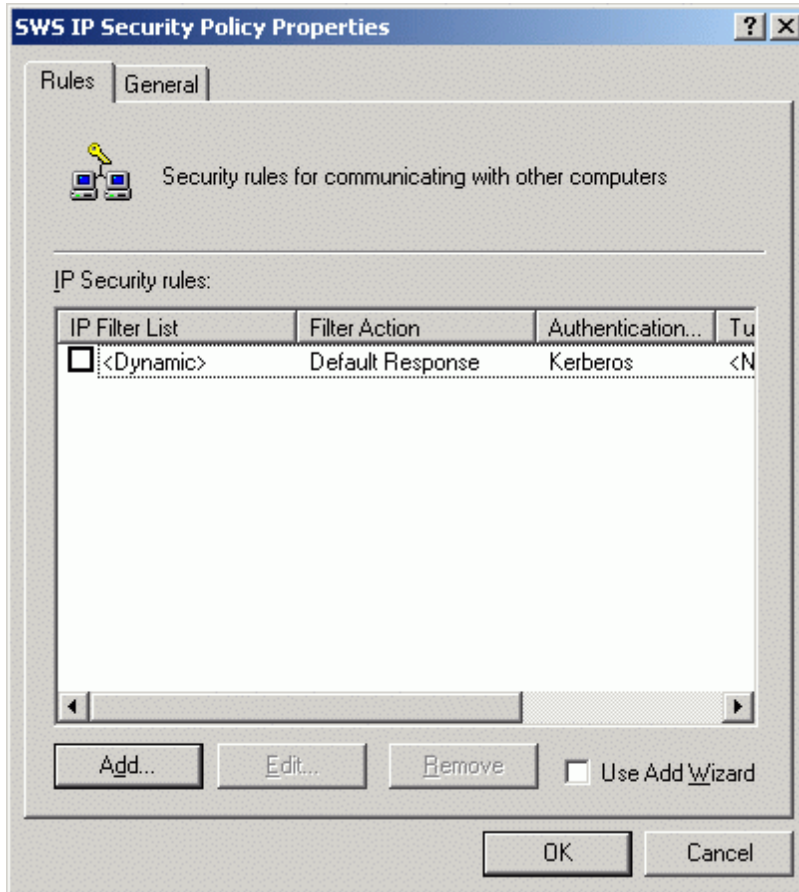 SWS IP Security Policy Properties
Rules General
Security rules for communicating with other computers
IP Security rules:
IP Filter List Filter Action Authentication... Tu
<Dynamic> Default Response Kerberos <N
Add... Edit... Remove Use Add Wizard
OK Cancel